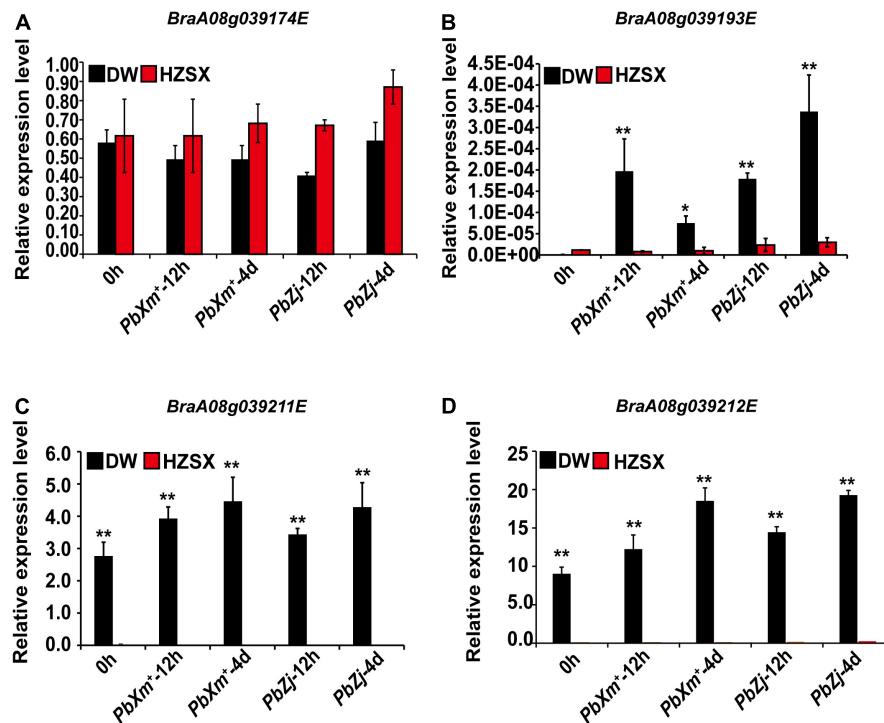 A
BraA08g039174E
Relative expression level
1.00
0.90
0.80
0.70
0.60
0.50
0.40
0.30
0.20
0.10
0.00
DW HZSX
0h
PbXm+-12h
PbXm+-4d
PbZj-12h
PbZj-4d
B
BraA08g039193E
Relative expression level
4.5E-04
4.0E-04
3.5E-04
3.0E-04
2.5E-04
2.0E-04
1.5E-04
1.0E-04
5.0E-04
0.0E+00
DW HZSX
** * ** **
0h
PbXm+-12h
PbXm+-4d
PbZj-12h
PbZj-4d
C
BraA08g039211E
Relative expression level
6.0
5.0
4.0
3.0
2.0
1.0
0.0
DW HZSX
** ** ** ** **
0h
PbXm+-12h
PbXm+-4d
PbZj-12h
PbZj-4d
D
BraA08g039212E
Relative expression level
25
20
15
10
5.0
0.0
DW HZSX
** ** ** ** **
0h
PbXm+-12h
PbXm+-4d
PbZj-12h
PbZj-4d